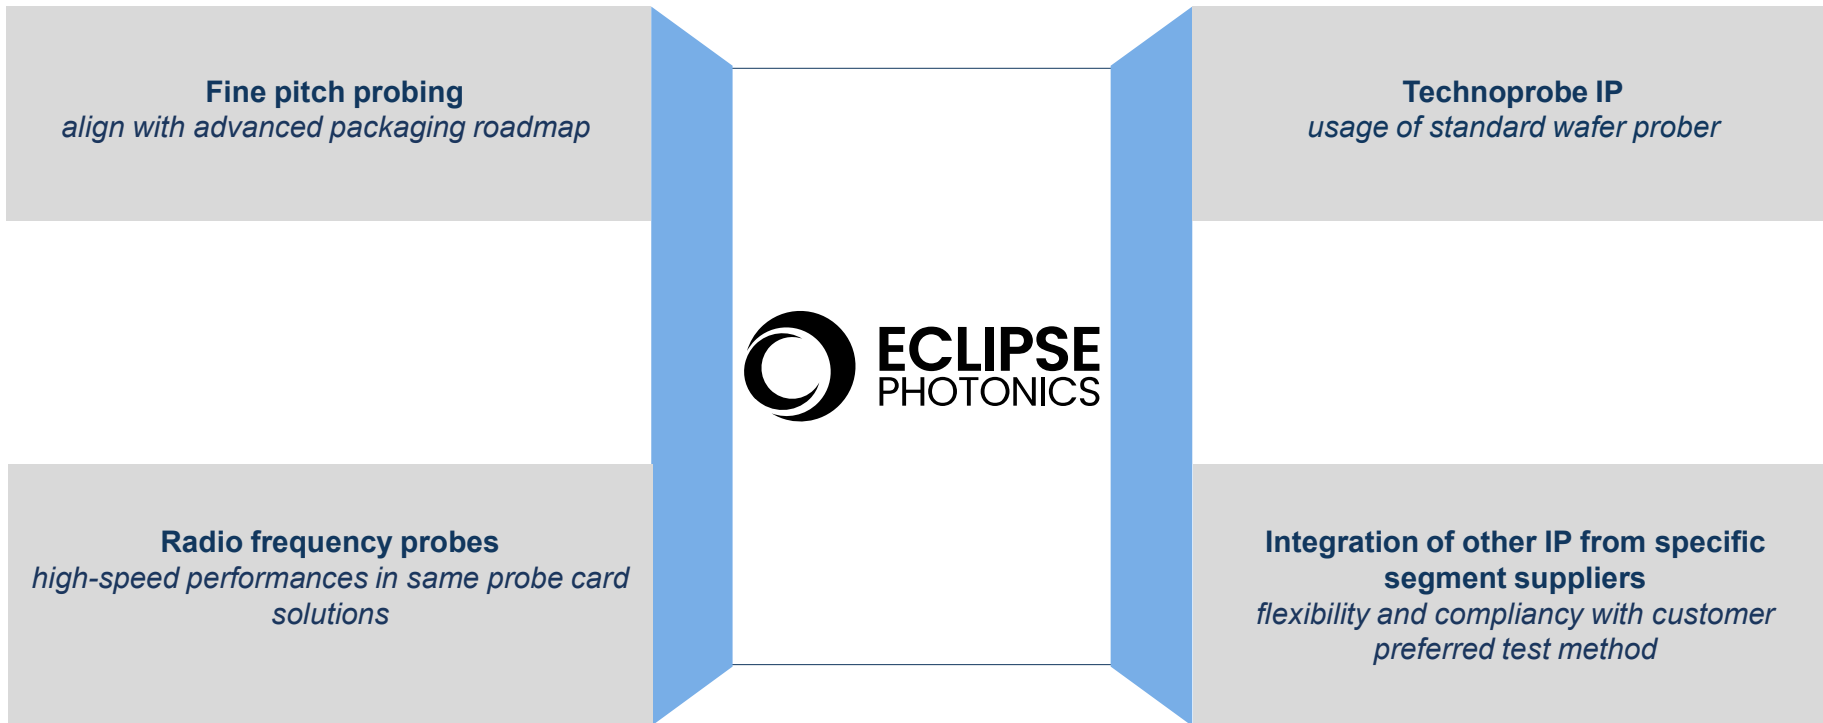 Fine pitch probing
align with advanced packaging roadmap
Technoprobe IP
usage of standard wafer prober
ECLIPSE
PHOTONICS
Radio frequency probes
high-speed performances in same probe card
solutions
Integration of other IP from specific
segment suppliers
flexibility and compliancy with customer
preferred test method